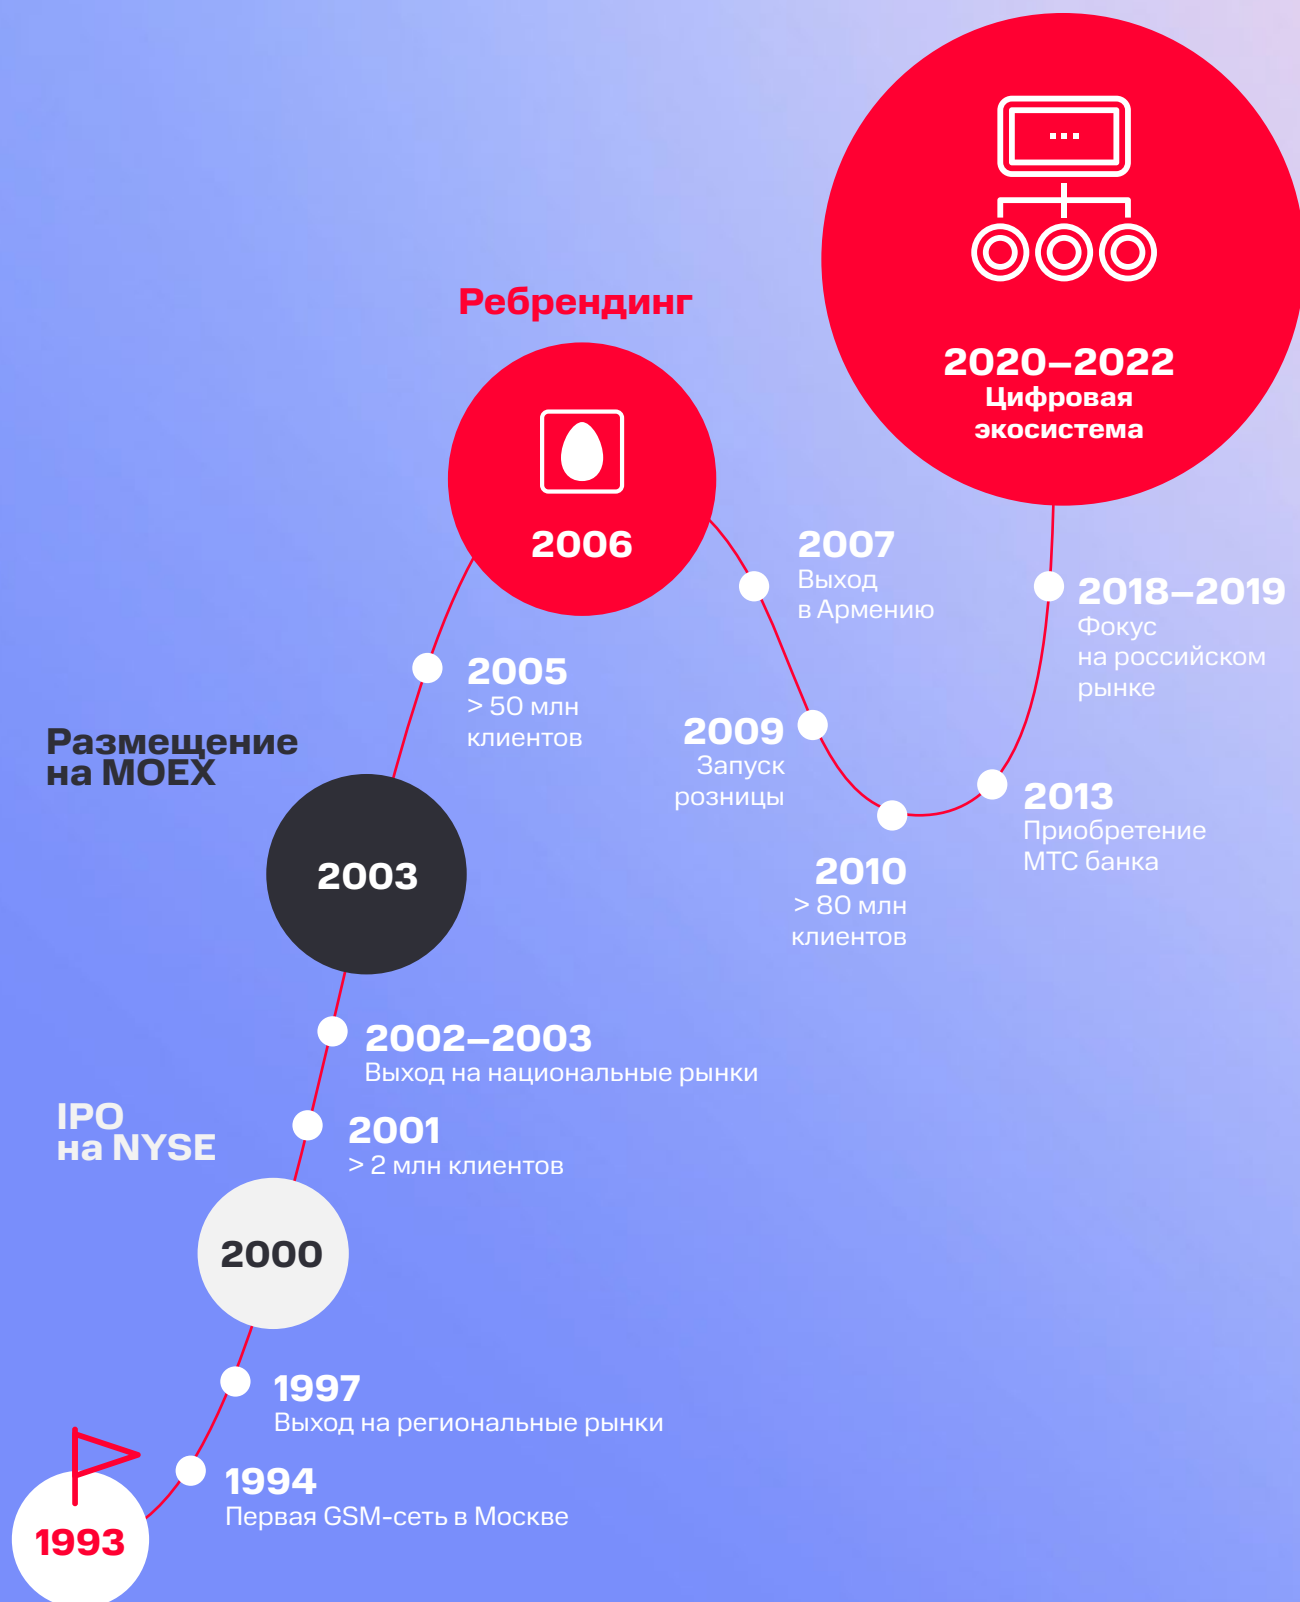 2020–2022
Цифровая
экосистема
Ребрендинг
2006
2007
Выход
в Армению
2018–2019
Фокус
на российском
рынке
2005
> 50 млн
клиентов
2009
Запуск
розницы
Размещение
на MOEX
2013
Приобретение
МТС банка
2003
2010
> 80 млн
клиентов
2002–2003
Выход на национальные рынки
IPO
на NYSE
2001
> 2 млн клиентов
2000
1997
Выход на региональные рынки
1994
Первая GSM-сеть в Москве
1993